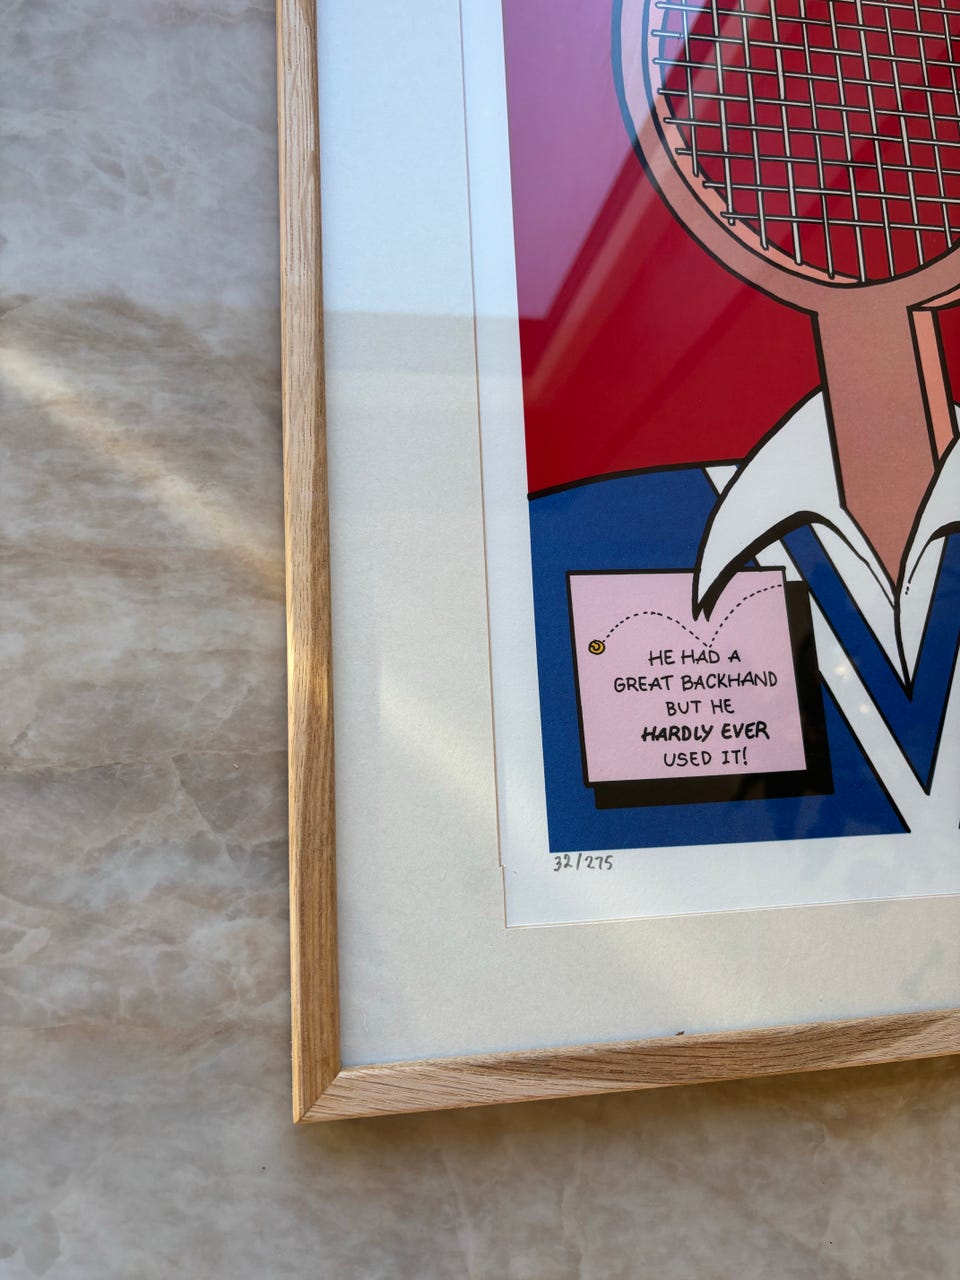 HE HAD A
GREAT BACKHAND
BUT HE
HARDLY EVER
USED IT!
32/275